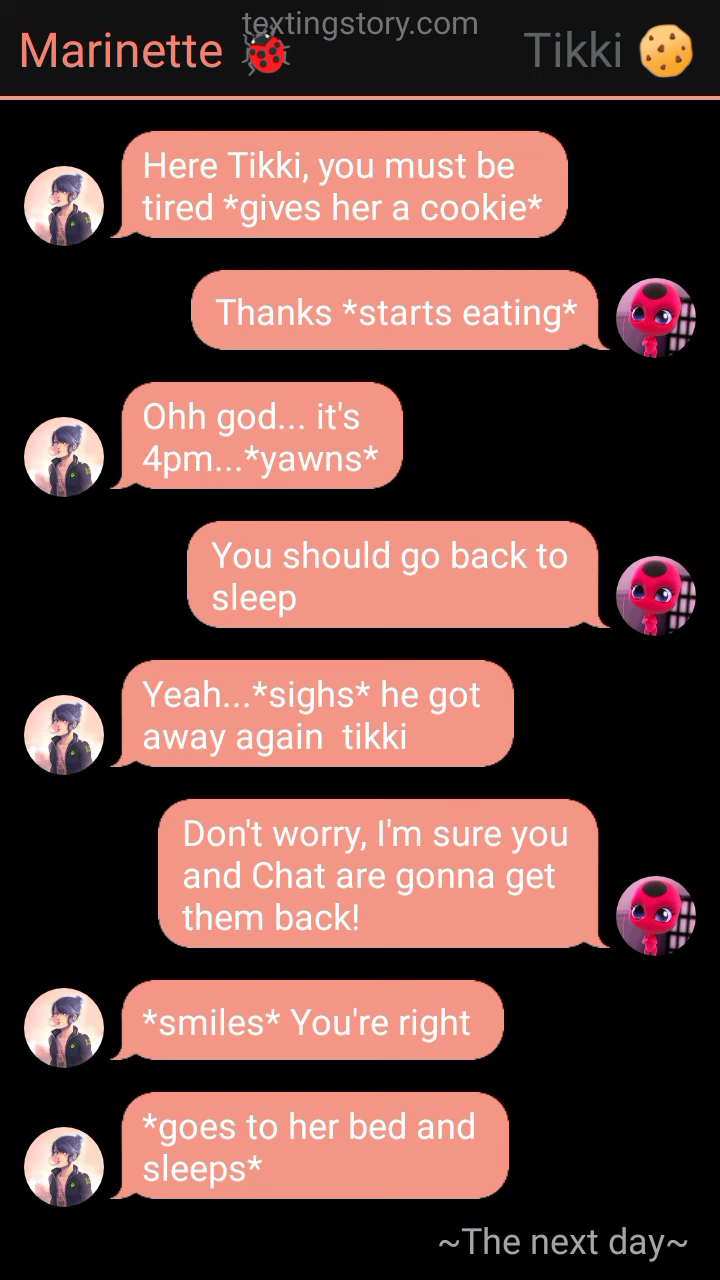 textingstory.com
Marinette 🐞 Tikki 🍪
Here Tikki, you must be
tired *gives her a cookie*
Thanks *starts eating*
Ohh god... it's
4pm...*yawns*
You should go back to
sleep
Yeah...*sighs* he got
away again  tikki
Don't worry, I'm sure you
and Chat are gonna get
them back!
*smiles* You're right
*goes to her bed and
sleeps*
~The next day~